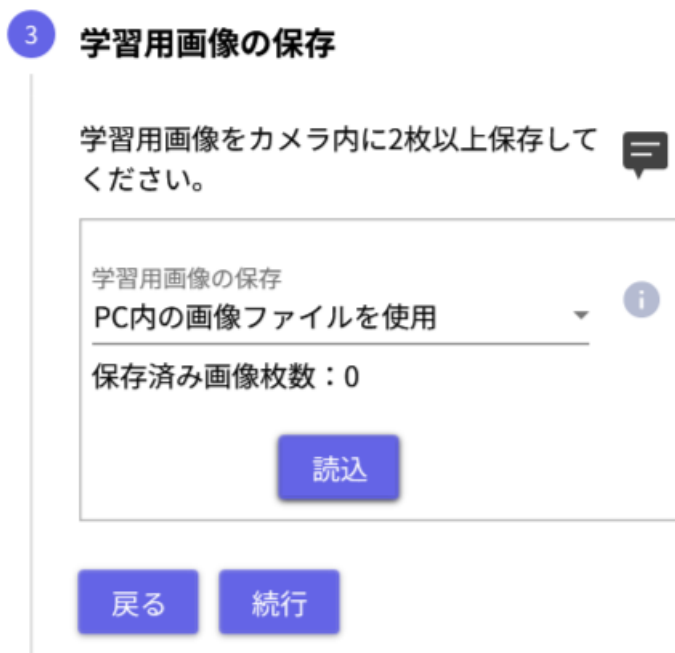 3
学習用画像の保存
学習用画像をカメラ内に2枚以上保存して
ください。
学習用画像の保存
PC内の画像ファイルを使用
保存済み画像枚数：0
読込
戻る
続行